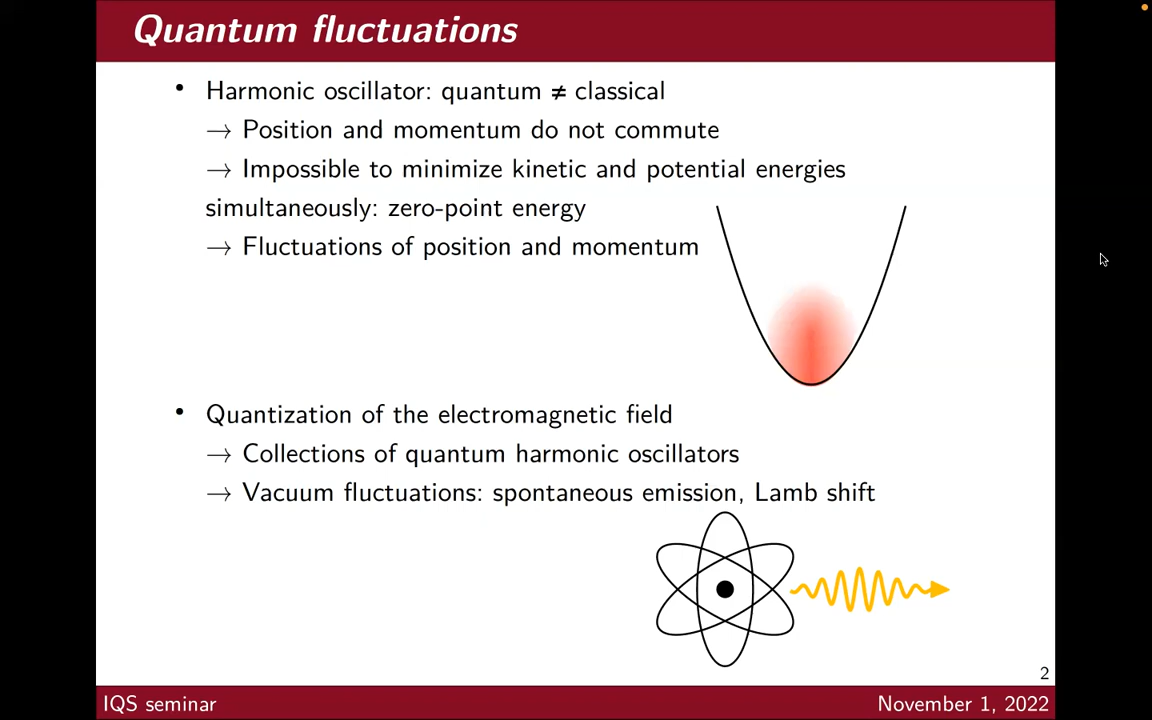 Quantum fluctuations
• Harmonic oscillator: quantum ≠ classical
→ Position and momentum do not commute
→ Impossible to minimize kinetic and potential energies
simultaneously: zero-point energy
→ Fluctuations of position and momentum
• Quantization of the electromagnetic field
→ Collections of quantum harmonic oscillators
→ Vacuum fluctuations: spontaneous emission, Lamb shift
2
IQS seminar
November 1, 2022